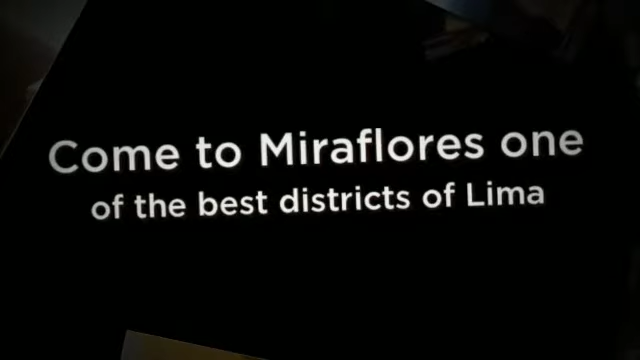 Come to Miraflores one
of the best districts of Lima